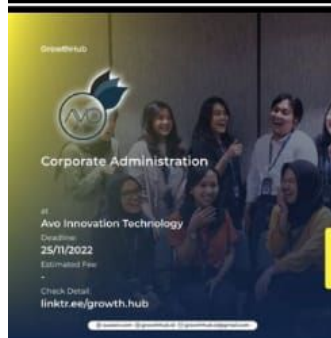 GrowthHub
AVO
Corporate Administration
at
Avo Innovation Technology
Deadline:
25/11/2022
Estimated Fee:
-
Check Detail:
linktr.ee/growth.hub